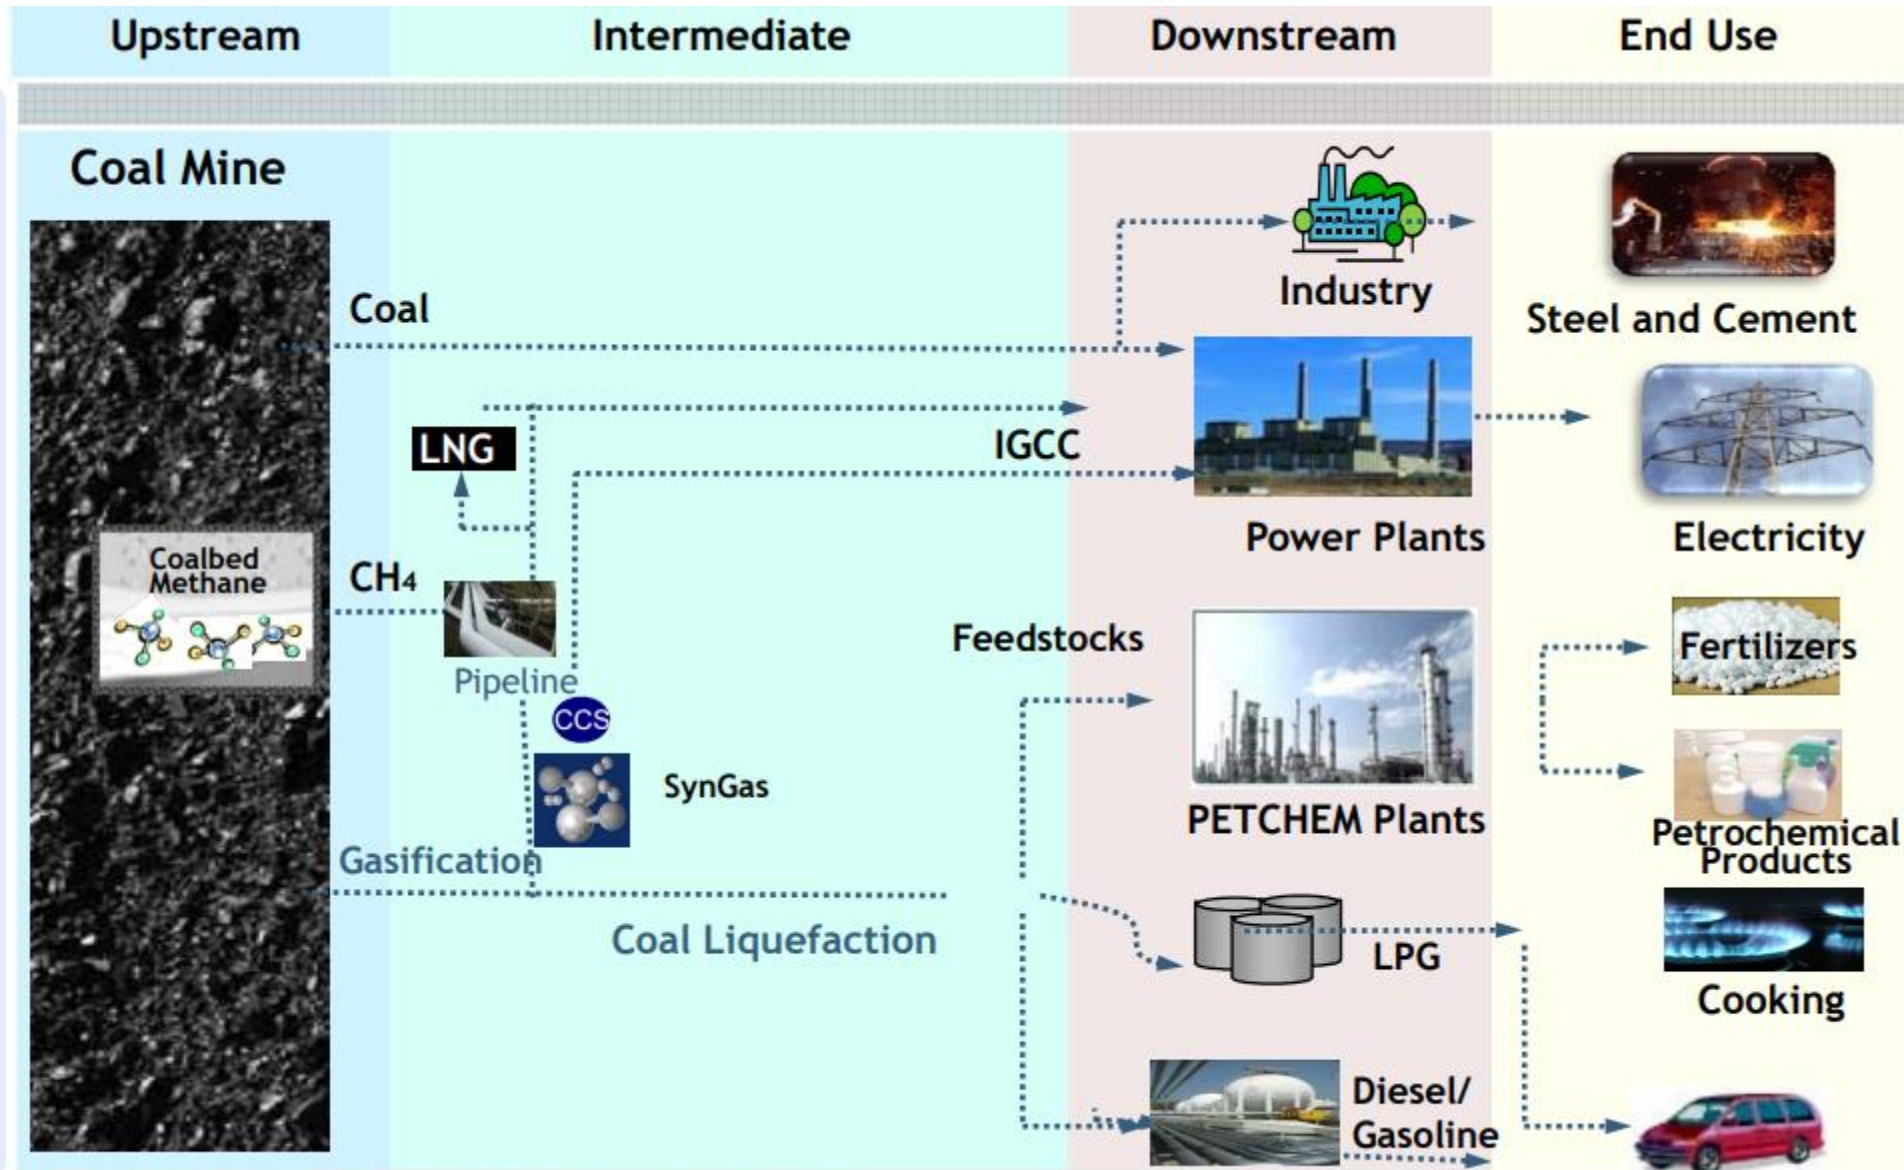 Upstream
Intermediate
Downstream
End Use
Coal Mine
Coal
Industry
Steel and Cement
LNG
IGCC
Power Plants
Electricity
Coalbed
Methane
CH₄
Pipeline
CCS
SynGas
Feedstocks
PETCHEM Plants
Fertilizers
Petrochemical
Products
Gasification
Coal Liquefaction
LPG
Cooking
Diesel/
Gasoline